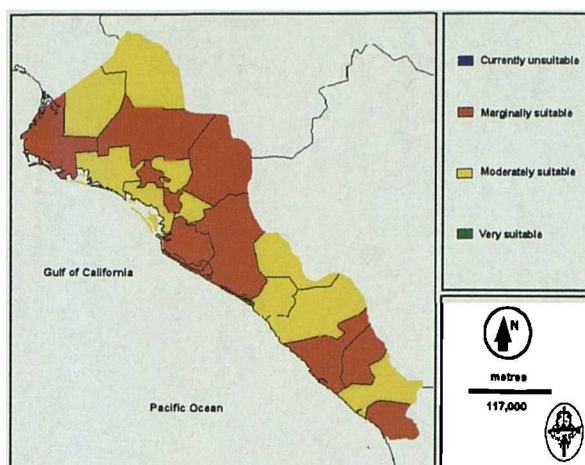 Currently unsuitable
Marginally suitable
Moderately suitable
Very suitable
Gulf of California
Pacific Ocean
N
metres
117,000